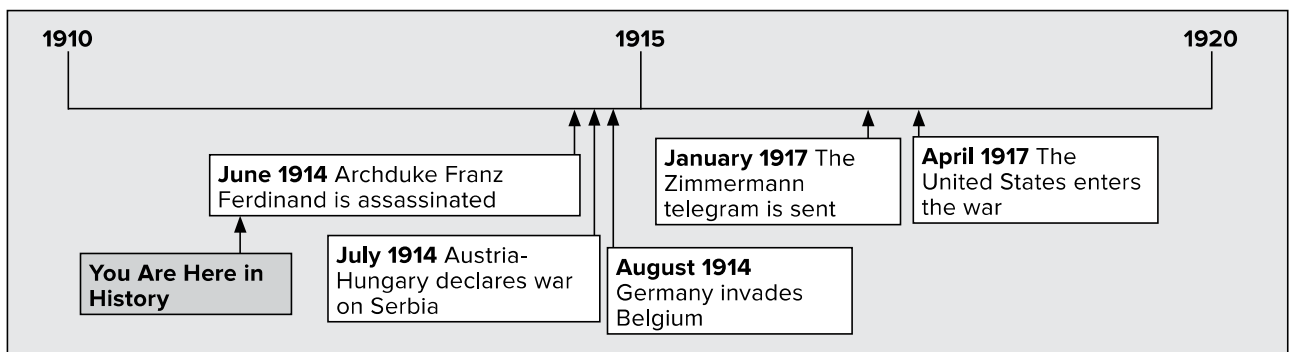 1910
1915
1920
June 1914 Archduke Franz
Ferdinand is assassinated
January 1917 The
Zimmermann
telegram is sent
April 1917 The
United States enters
the war
You Are Here in
History
July 1914 Austria-
Hungary declares war
on Serbia
August 1914
Germany invades
Belgium